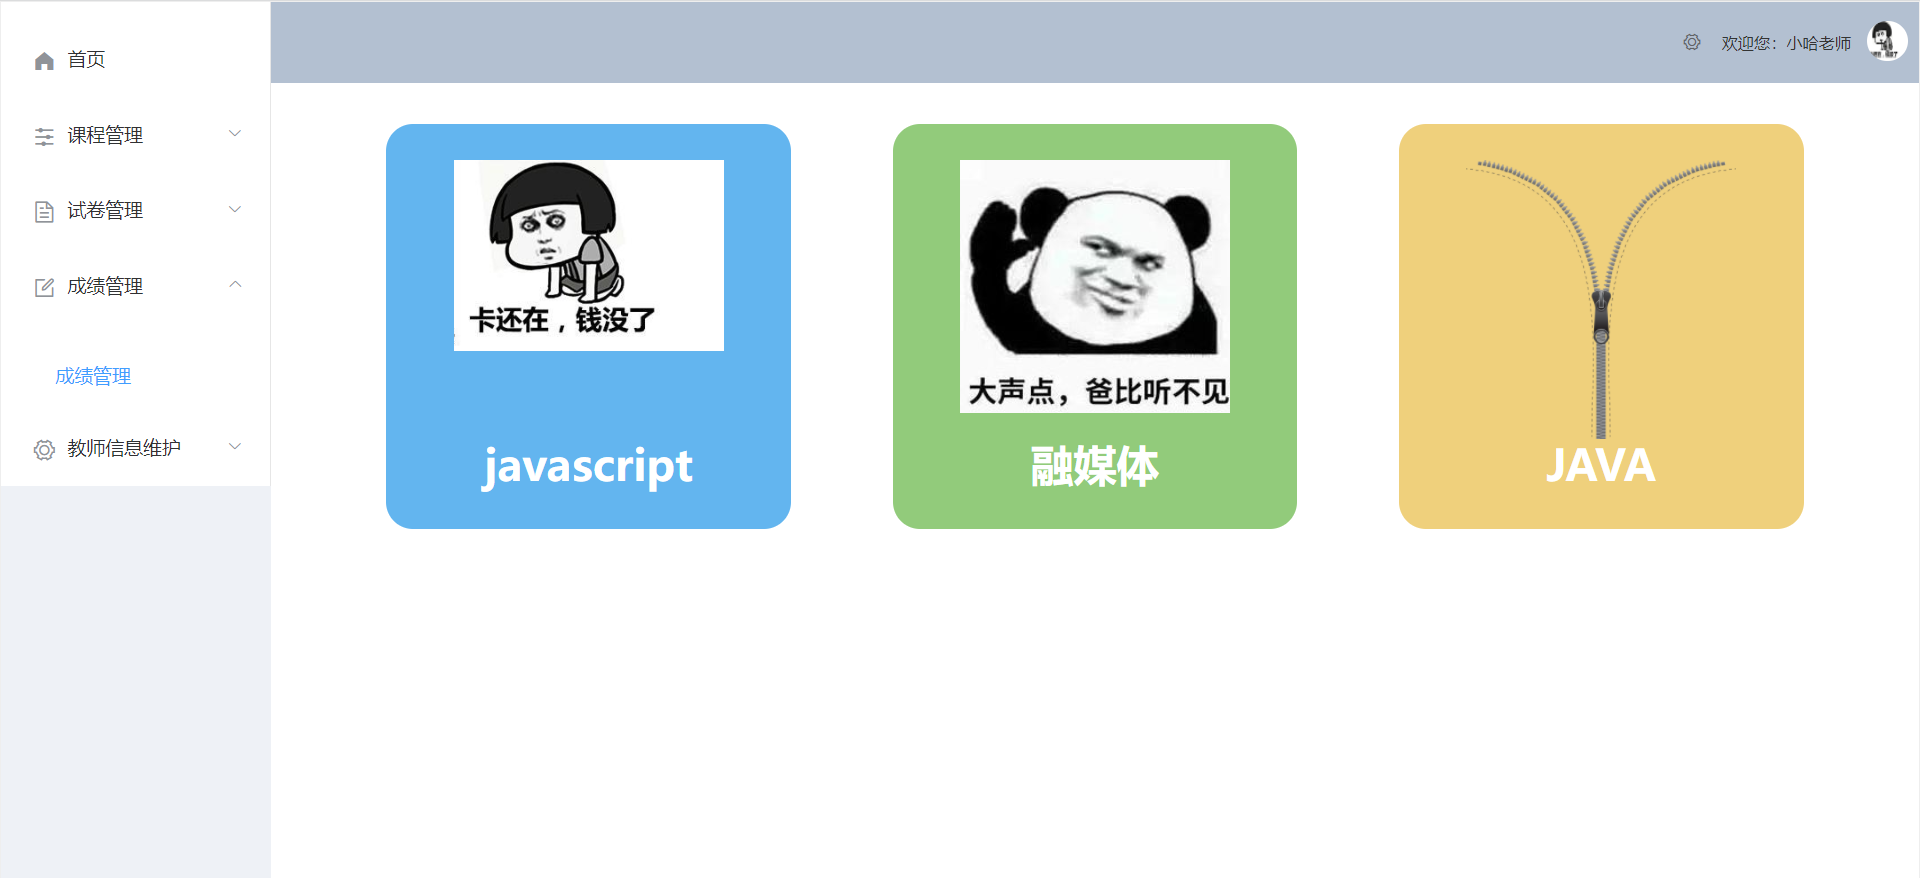 首页
课程管理
试卷管理
成绩管理
成绩管理
教师信息维护
欢迎您：小哈老师
卡还在，钱没了
javascript
大声点，爸比听不见
融媒体
JAVA